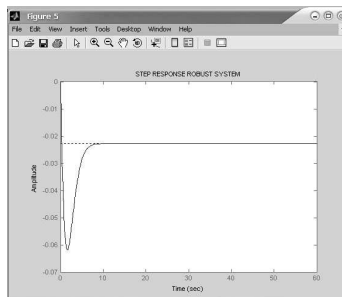 Figure 5
File Edit View Insert Tools Desktop Window Help
STEP RESPONSE ROBUST SYSTEM
0
-0.01
-0.02
-0.03
-0.04
-0.05
-0.06
-0.07
Amplitude
0 10 20 30 40 50 60
Time (sec)